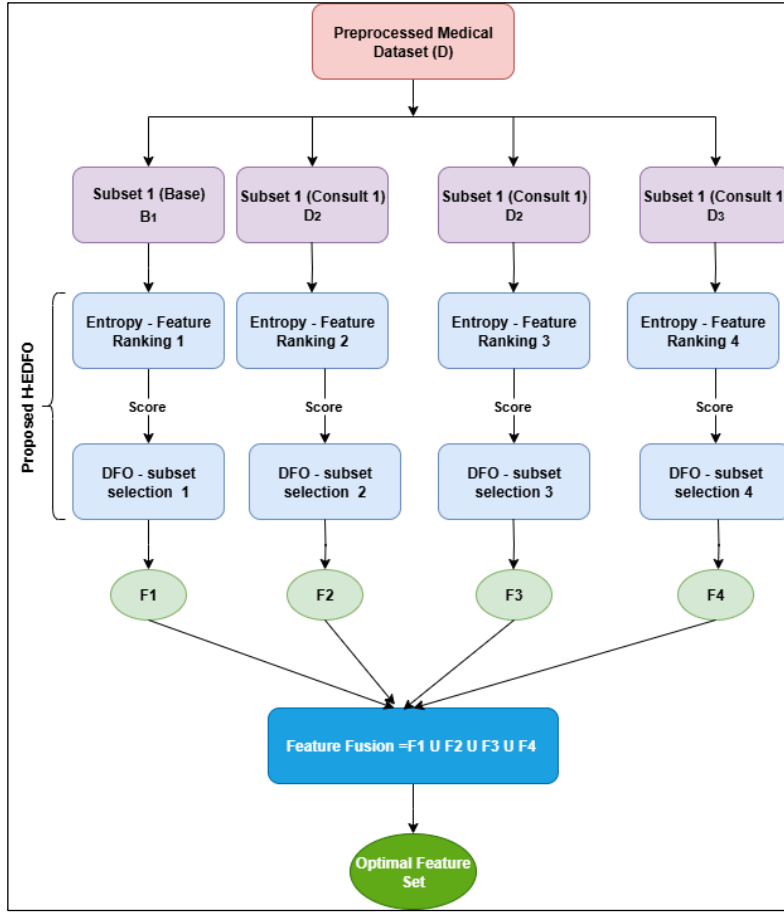 Preprocessed Medical
Dataset (D)
Subset 1 (Base)
B1
Subset 1 (Consult 1)
D2
Subset 1 (Consult 1)
D2
Subset 1 (Consult 1)
D3
Proposed H-EDFO
Entropy - Feature
Ranking 1
Entropy - Feature
Ranking 2
Entropy - Feature
Ranking 3
Entropy - Feature
Ranking 4
Score
Score
Score
Score
DFO - subset
selection 1
DFO - subset
selection 2
DFO - subset
selection 3
DFO - subset
selection 4
F1
F2
F3
F4
Feature Fusion =F1 U F2 U F3 U F4
Optimal Feature
Set